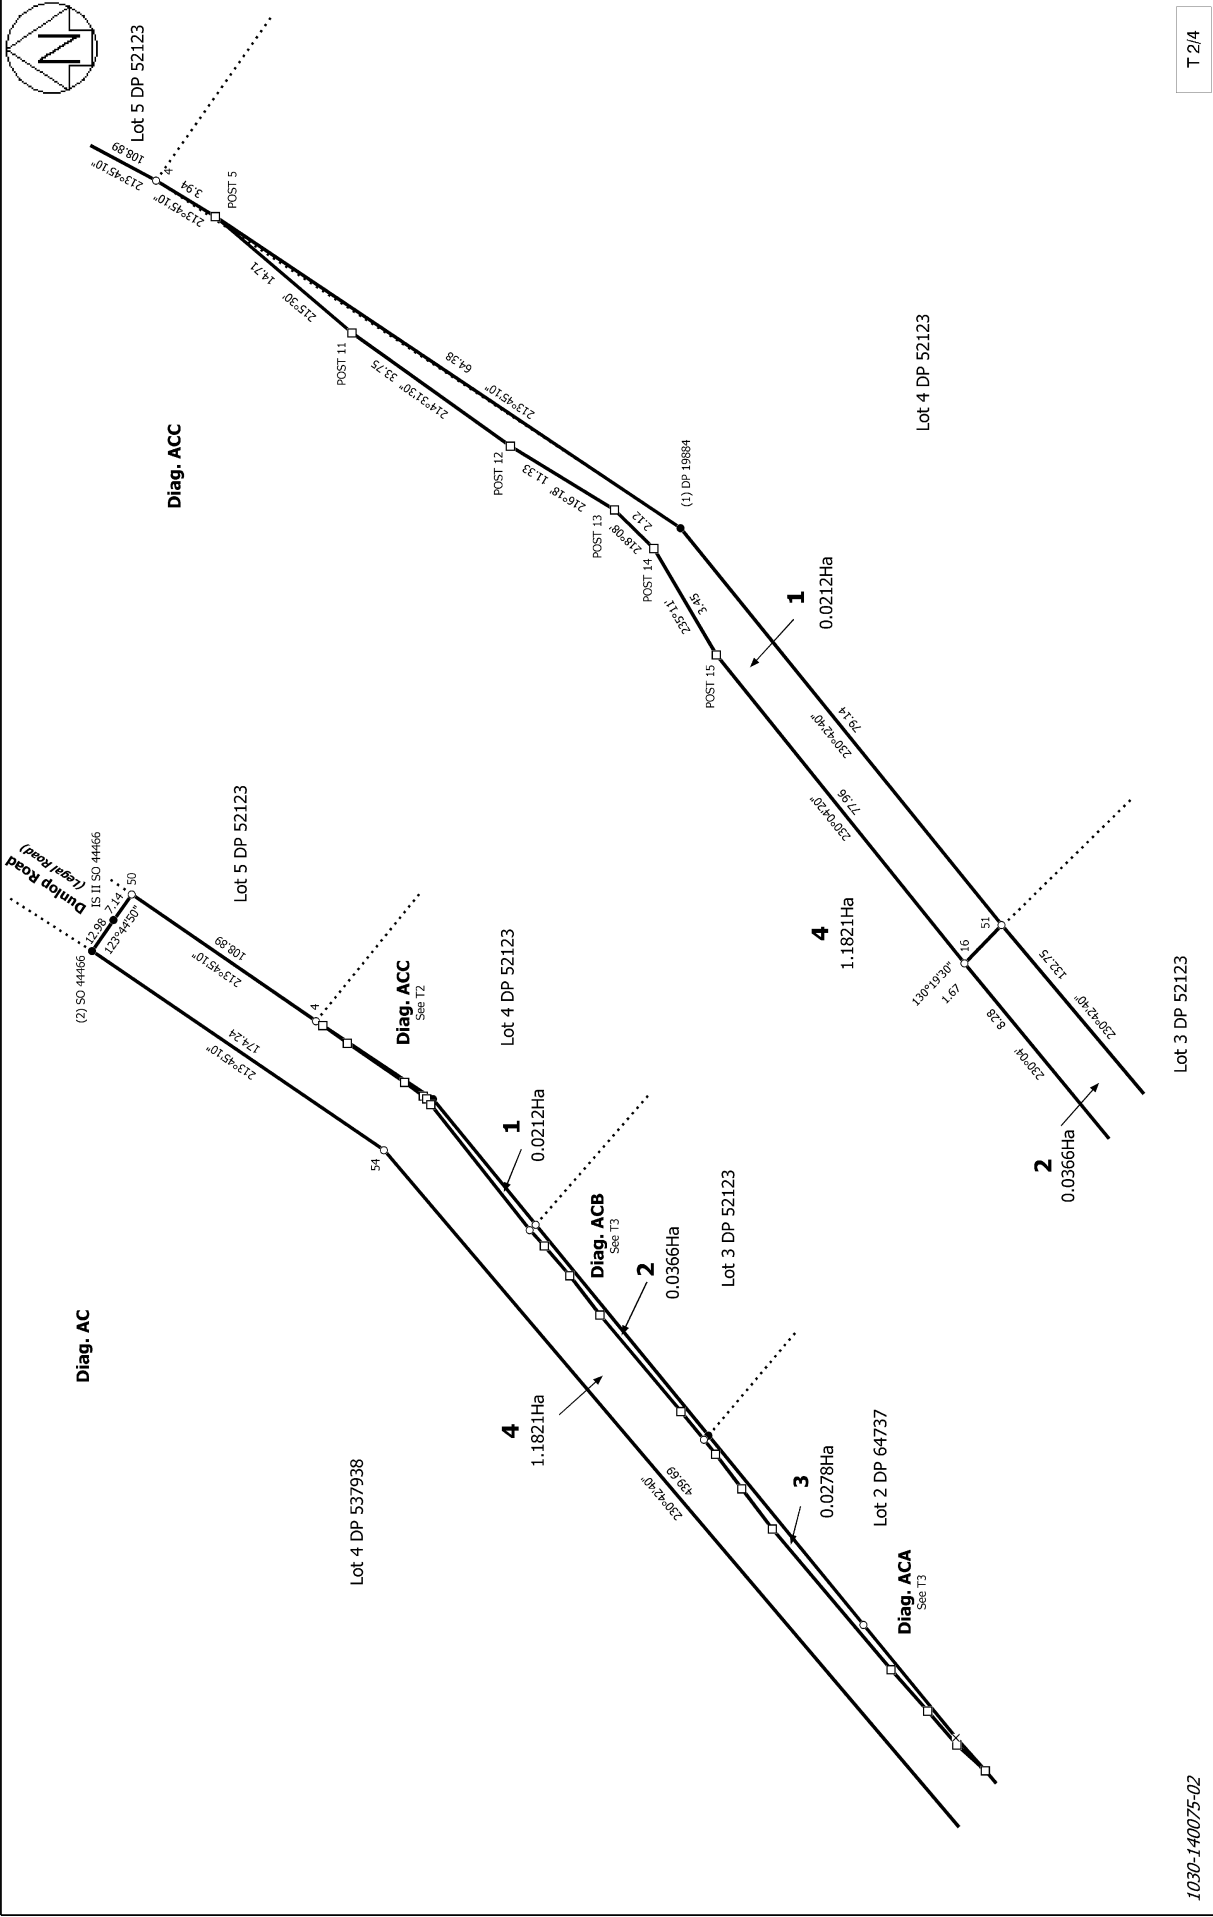 N
Lot 5 DP 52123
T 2/4
213°45'10"
108.89
4
213°45'10"
3.94
POST 5
14.71
215°30'
POST 11
33.75
214°31'30"
64.38
213°45'10"
Diag. ACC
Lot 4 DP 52123
POST 12
11.33
216°18'
POST 13
2.12
218°08'
POST 14
(1) DP 19884
3.45
235°11'
POST 15
1
0.0212Ha
79.14
230°42'40"
77.96
230°04'20"
4
1.1821Ha
16
51
130°19'30"
1.67
8.28
230°04'
132.75
230°42'40"
Lot 3 DP 52123
2
0.0366Ha
Dunlop Road
(Legal Road)
IS II SO 44466
50
12.98
7.14
123°44'50"
(2) SO 44466
Lot 5 DP 52123
108.89
213°45'10"
4
174.24
213°45'10"
Diag. ACC
See T2
Lot 4 DP 52123
54
1
0.0212Ha
Diag. ACB
See T3
2
0.0366Ha
Lot 3 DP 52123
Diag. AC
4
1.1821Ha
Lot 4 DP 537938
439.69
230°42'40"
3
0.0278Ha
Lot 2 DP 64737
Diag. ACA
See T3
1030-140075-02